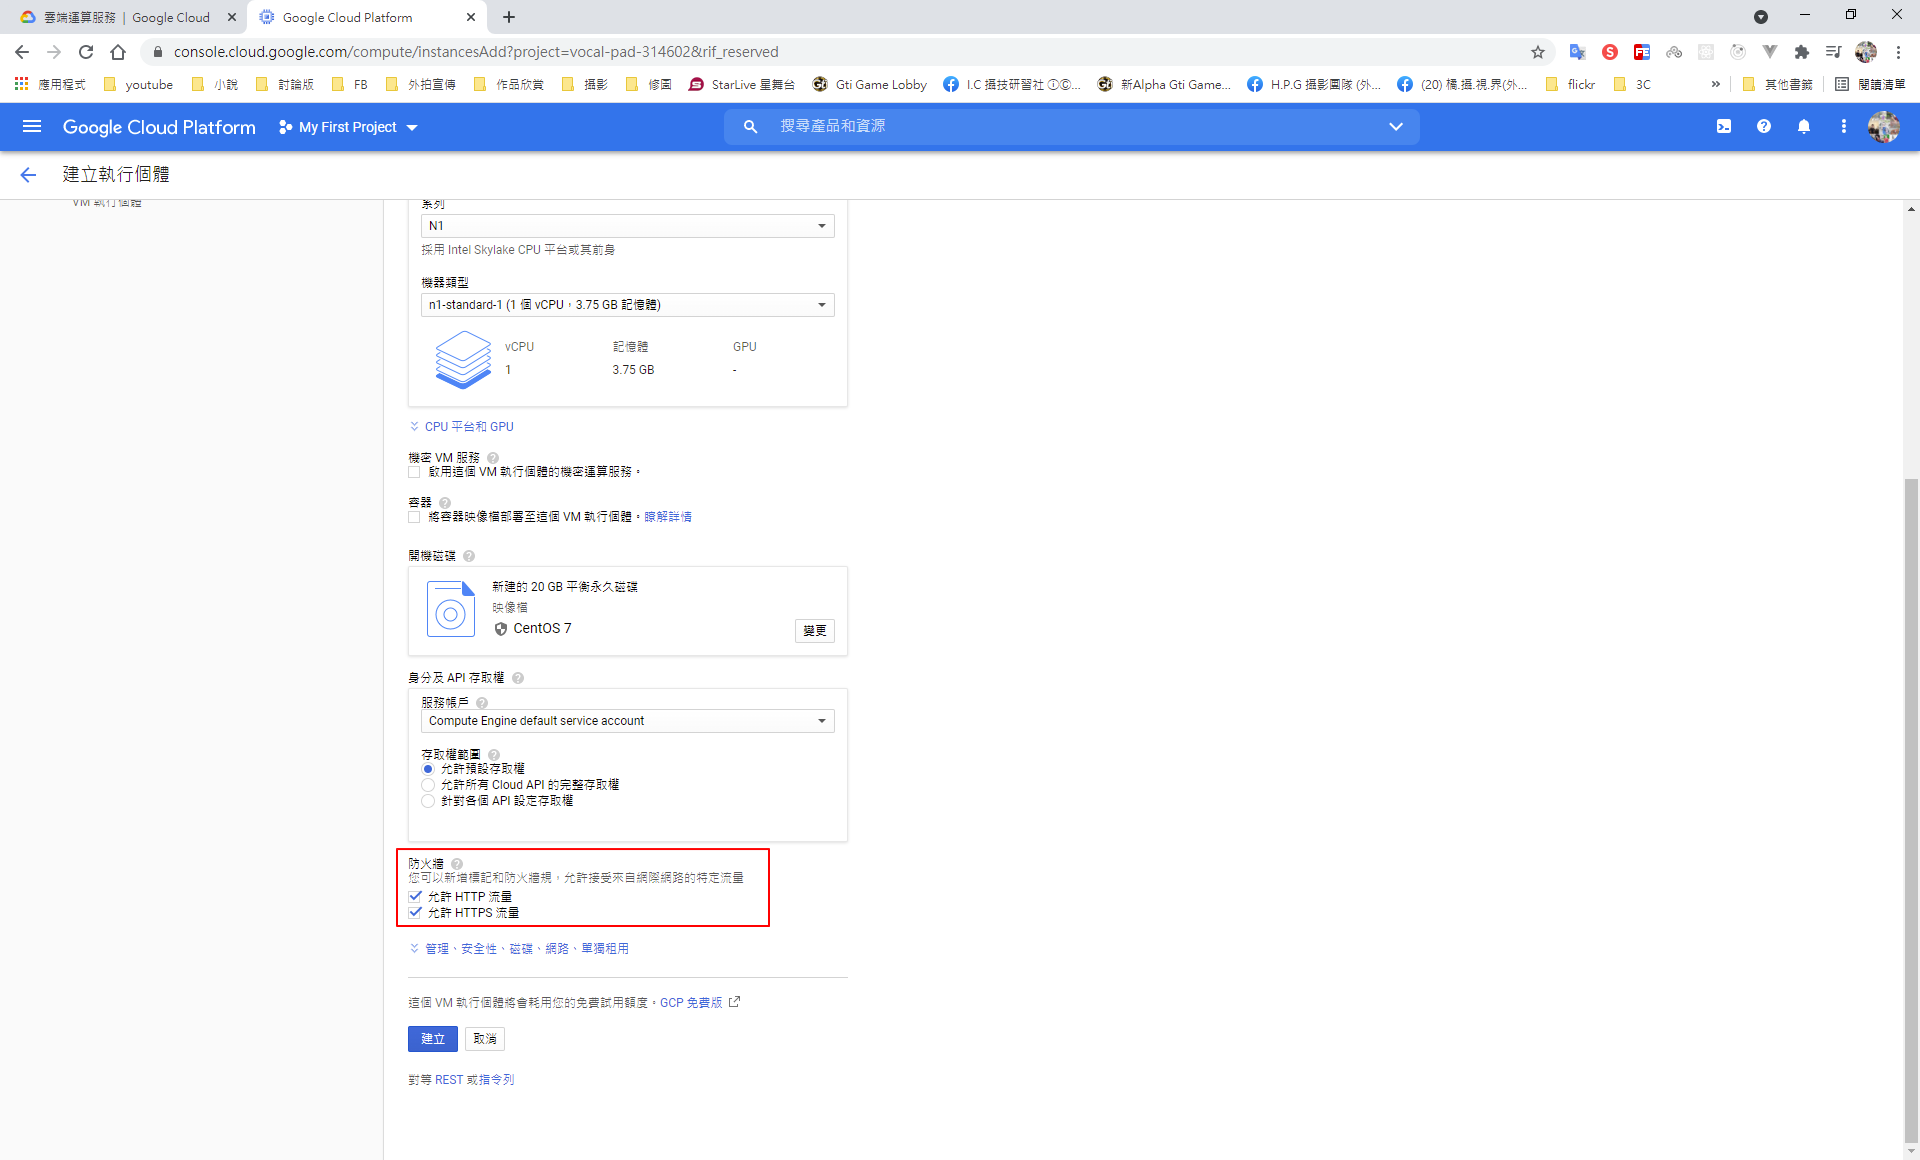 雲端運算服務 | Google Cloud
Google Cloud Platform
console.cloud.google.com/compute/instancesAdd?project=vocal-pad-314602&rif_reserved
應用程式 youtube 小說 討論版 FB 外拍宣傳 作品欣賞 攝影 修圖 StarLive 星舞台 Gti Game Lobby I.C 攝技研習社 ①©... 新Alpha Gti Game... H.P.G 攝影團隊 (外... (20) 橘.攝.視.界(外... flickr 3C » 其他書籤 閱讀清單
Google Cloud Platform My First Project 搜尋產品和資源
建立執行個體
VM 執行個體
系列
N1
採用 Intel Skylake CPU 平台或其前身
機器類型
n1-standard-1 (1 個 vCPU，3.75 GB 記憶體)
vCPU 記憶體 GPU
1 3.75 GB -
CPU 平台和 GPU
機密 VM 服務
啟用這個 VM 執行個體的機密運算服務。
容器
將容器映像檔部署至這個 VM 執行個體。瞭解詳情
開機磁碟
新建的 20 GB 平衡永久磁碟
映像檔
CentOS 7
變更
身分及 API 存取權
服務帳戶
Compute Engine default service account
存取權範圍
允許預設存取權
允許所有 Cloud API 的完整存取權
針對各個 API 設定存取權
防火牆
您可以新增標記和防火牆規，允許接受來自網際網路的特定流量
允許 HTTP 流量
允許 HTTPS 流量
管理、安全性、磁碟、網路、單獨租用
這個 VM 執行個體將會耗用您的免費試用額度。GCP 免費版
建立 取消
對等 REST 或指令列